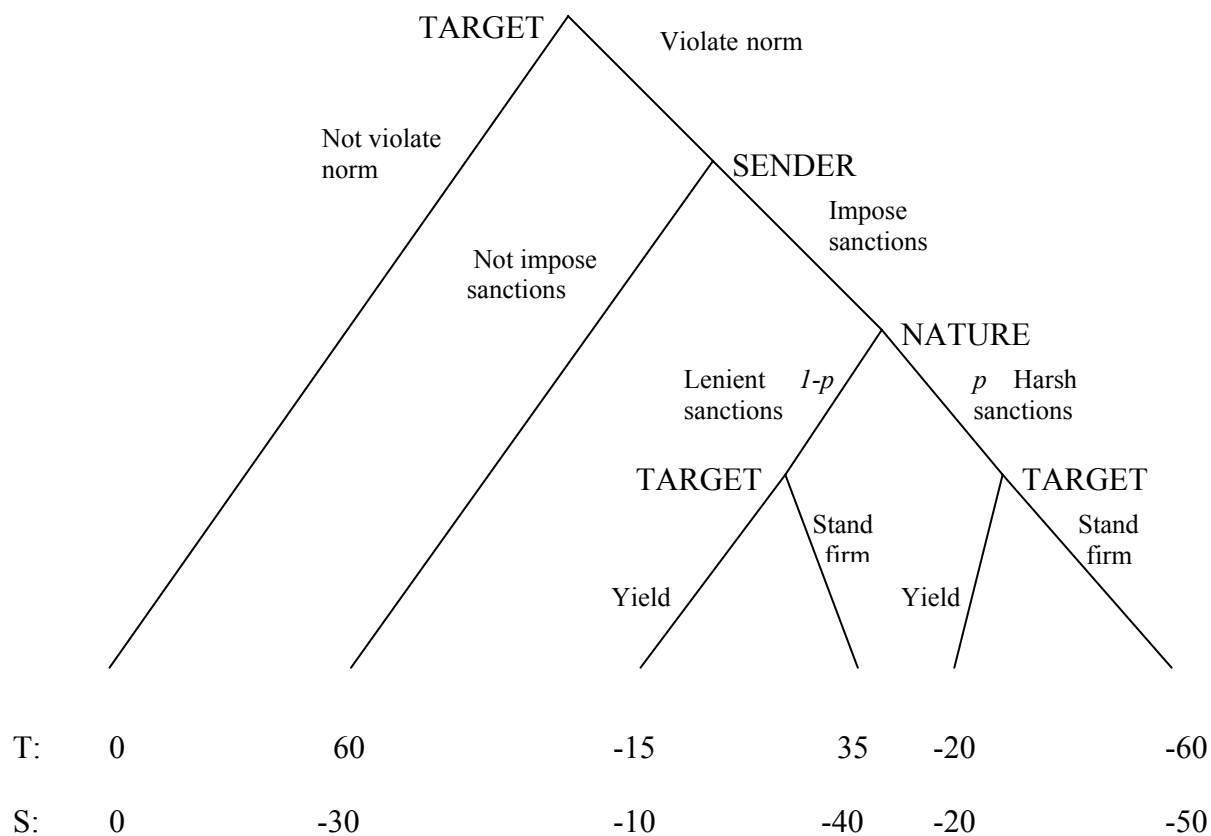 TARGET
Violate norm
Not violate
norm
SENDER
Impose
sanctions
Not impose
sanctions
NATURE
Lenient 1-p
sanctions
p Harsh
sanctions
TARGET
TARGET
Stand
firm
Stand
firm
Yield
Yield
T: 0 60 -15 35 -20 -60
S: 0 -30 -10 -40 -20 -50